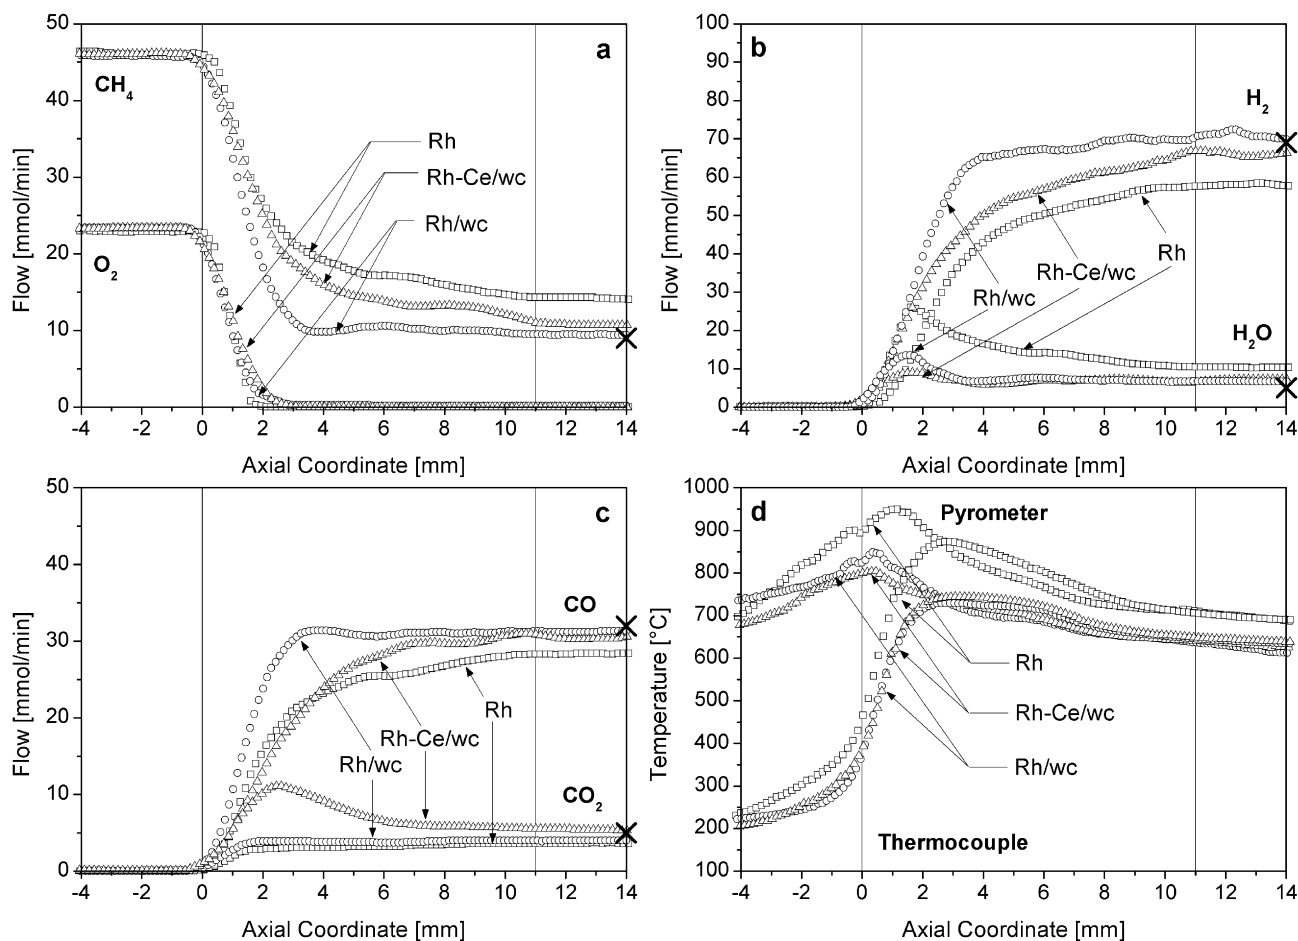 50
40
30
20
10
0
-4 -2 0 2 4 6 8 10 12 14
Flow [mmol/min]
Axial Coordinate [mm]
a
CH4
O2
Rh
Rh-Ce/wc
Rh/wc
100
90
80
70
60
50
40
30
20
10
0
-4 -2 0 2 4 6 8 10 12 14
Flow [mmol/min]
Axial Coordinate [mm]
b
H2
Rh
Rh-Ce/wc
Rh/wc
H2O
50
40
30
20
10
0
-4 -2 0 2 4 6 8 10 12 14
Flow [mmol/min]
Axial Coordinate [mm]
c
CO
Rh
Rh-Ce/wc
Rh/wc
CO2
1000
900
800
700
600
500
400
300
200
100
-4 -2 0 2 4 6 8 10 12 14
Temperature [°C]
Axial Coordinate [mm]
d
Pyrometer
Rh
Rh-Ce/wc
Rh/wc
Thermocouple